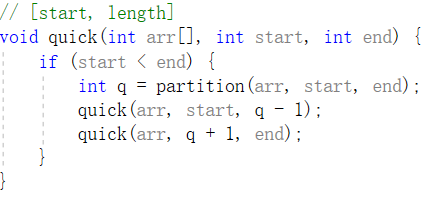 // [start, length]
void quick(int arr[], int start, int end) {
    if (start < end) {
        int q = partition(arr, start, end);
        quick(arr, start, q - 1);
        quick(arr, q + 1, end);
    }
}